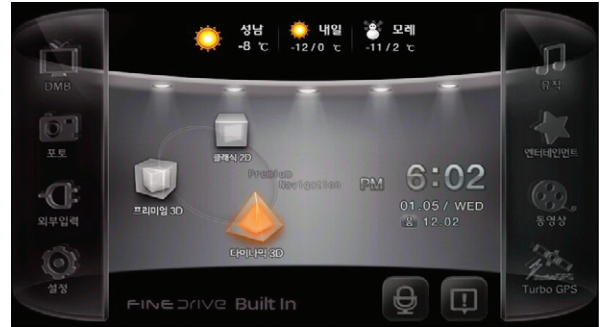 성남
-8 ℃
내일
-12/0 ℃
모레
-11/2 ℃
DMB
포토
외부입력
설정
클래식 2D
Premium
Navigation
프리미엄 3D
다이나믹 3D
PM 6:02
01.05 / WED
음 12.02
뮤직
엔터테인먼트
동영상
Turbo GPS
FINEDRIVE Built In